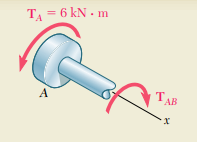 T_A = 6 kN · m
A
T_AB
x